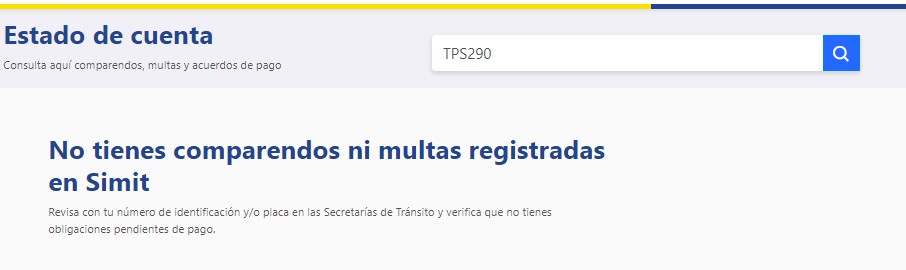 Estado de cuenta
Consulta aquí comparendos, multas y acuerdos de pago
TPS290
No tienes comparendos ni multas registradas
en Simit
Revisa con tu número de identificación y/o placa en las Secretarías de Tránsito y verifica que no tienes
obligaciones pendientes de pago.